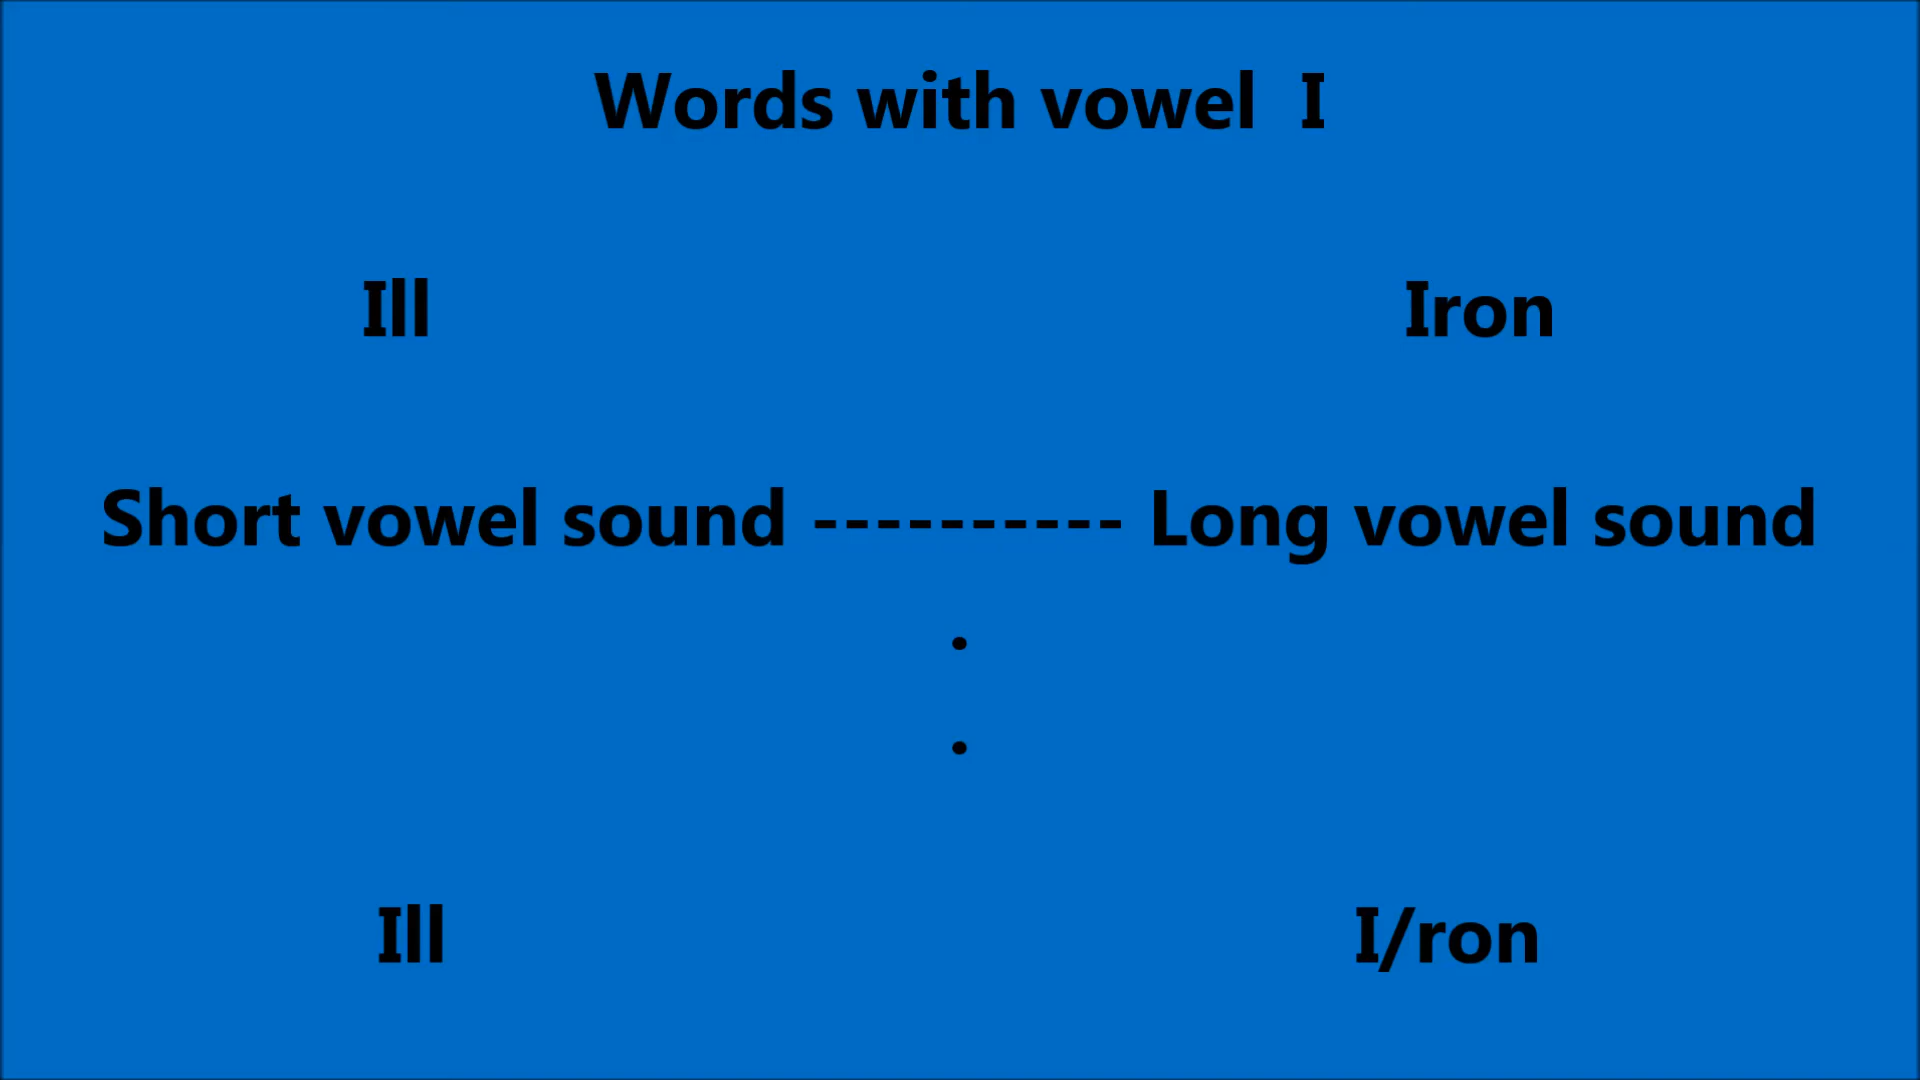 Words with vowel  I
Ill Iron
Short vowel sound ---------- Long vowel sound
.
.
Ill I/ron